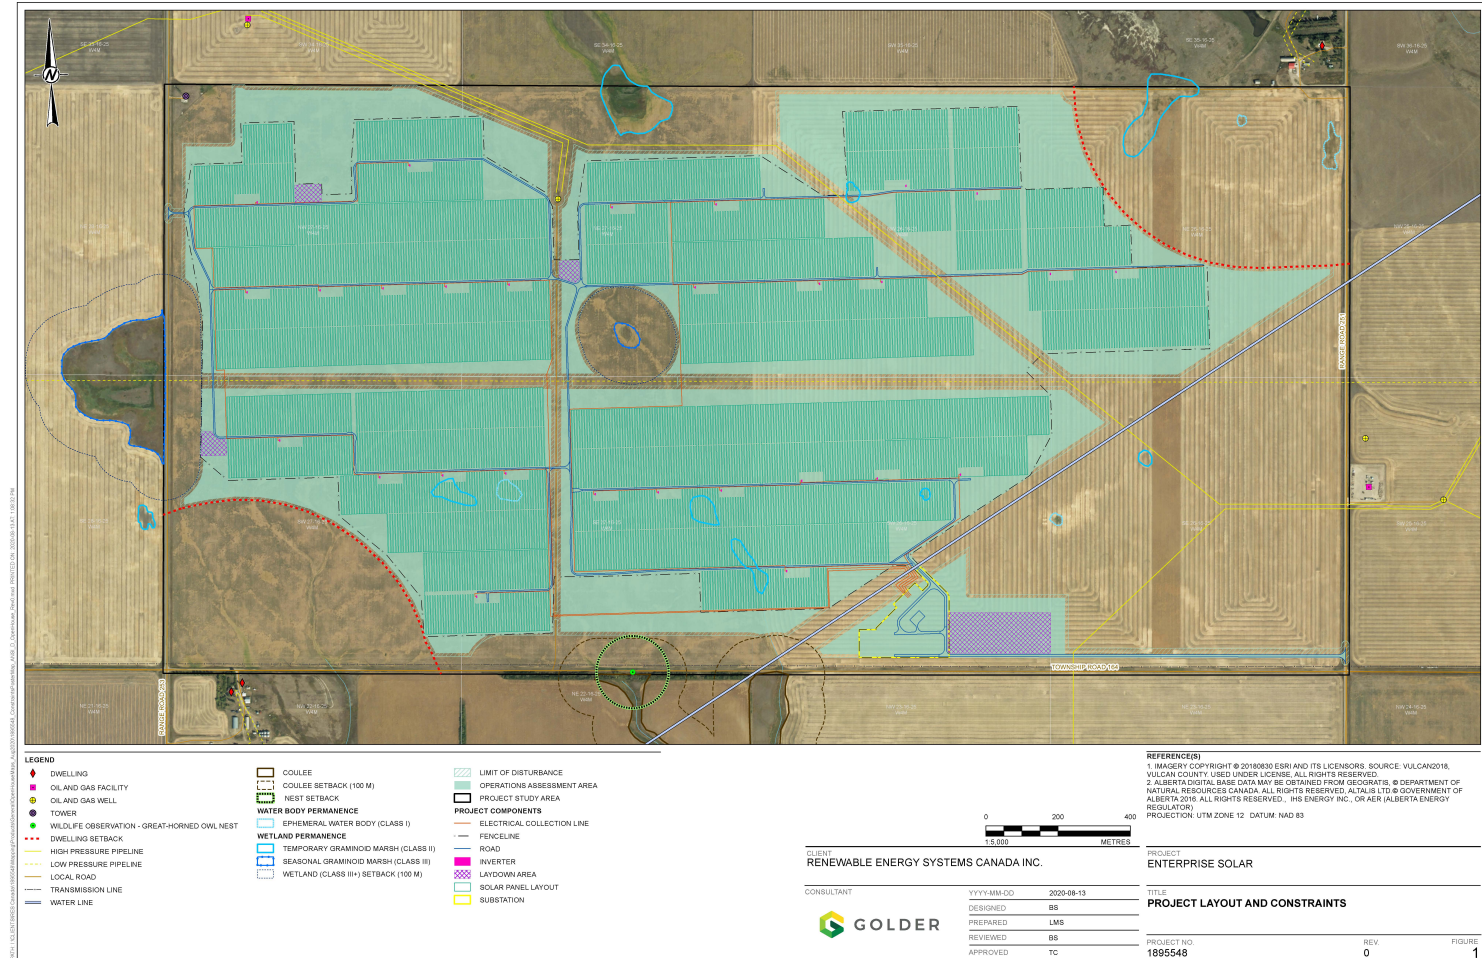 N
RANGE ROAD 251
TOWNSHIP ROAD 164
RANGE ROAD 253
LEGEND
DWELLING
OIL AND GAS FACILITY
OIL AND GAS WELL
TOWER
WILDLIFE OBSERVATION - GREAT-HORNED OWL NEST
DWELLING SETBACK
HIGH PRESSURE PIPELINE
LOW PRESSURE PIPELINE
LOCAL ROAD
TRANSMISSION LINE
WATER LINE
COULEE
COULEE SETBACK (100 M)
NEST SETBACK
WATER BODY PERMANENCE
EPHEMERAL WATER BODY (CLASS I)
WETLAND PERMANENCE
TEMPORARY GRAMINOID MARSH (CLASS II)
SEASONAL GRAMINOID MARSH (CLASS III)
WETLAND (CLASS III+) SETBACK (100 M)
LIMIT OF DISTURBANCE
OPERATIONS ASSESSMENT AREA
PROJECT STUDY AREA
PROJECT COMPONENTS
ELECTRICAL COLLECTION LINE
FENCELINE
ROAD
INVERTER
LAYDOWN AREA
SOLAR PANEL LAYOUT
SUBSTATION
REFERENCE(S)
1. IMAGERY COPYRIGHT © 20180830 ESRI AND ITS LICENSORS. SOURCE: VULCAN2018,
VULCAN COUNTY. USED UNDER LICENSE, ALL RIGHTS RESERVED.
2. ALBERTA DIGITAL BASE DATA MAY BE OBTAINED FROM GEOGRATIS, © DEPARTMENT OF
NATURAL RESOURCES CANADA. ALL RIGHTS RESERVED, ALTALIS LTD.© GOVERNMENT OF
ALBERTA 2016. ALL RIGHTS RESERVED., IHS ENERGY INC., OR AER (ALBERTA ENERGY
REGULATOR)
PROJECTION: UTM ZONE 12 DATUM: NAD 83
0 200 400
1:5,000 METRES
CLIENT
RENEWABLE ENERGY SYSTEMS CANADA INC.
PROJECT
ENTERPRISE SOLAR
CONSULTANT
GOLDER
YYYY-MM-DD 2020-08-13
DESIGNED BS
PREPARED LMS
REVIEWED BS
APPROVED TC
TITLE
PROJECT LAYOUT AND CONSTRAINTS
PROJECT NO. REV. FIGURE
1895548 0 1